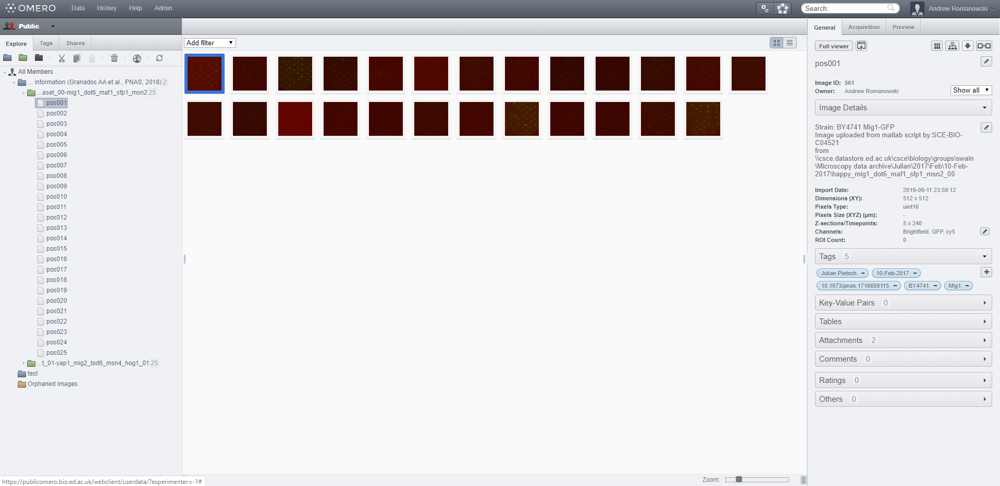 OMERO Data History Help Admin Search: Andrew Romanowski
Public
Explore Tags Shares
All Members
... information (Granados AA et al., PNAS, 2018) 2
...aset_00-mig1_dot6_maf1_sfp1_msn2 25
pos001
pos002
pos003
pos004
pos005
pos006
pos007
pos008
pos009
pos010
pos011
pos012
pos013
pos014
pos015
pos016
pos017
pos018
pos019
pos020
pos021
pos022
pos023
pos024
pos025
...t_01-yap1_mig2_tod6_msn4_hog1_01 25
test
Orphaned Images
https://publicomero.bio.ed.ac.uk/webclient/userdata/?experimenter=-1#
Add filter
Zoom:
General Acquisition Preview
Full viewer
pos001
Image ID: 561
Owner: Andrew Romanowski
Show all
Image Details
Strain: BY4741 Mig1-GFP
Image uploaded from matlab script by:SCE-BIO-
C04521
from
\\csce.datastore.ed.ac.uk\csce\biology\groups\swain
\Microscopy data archive\Julian\2017\Feb\10-Feb-
2017\happy_mig1_dot6_maf1_sfp1_msn2_00
Import Date: 2019-09-11 23:59:12
Dimensions (XY): 512 x 512
Pixels Type: uint16
Pixels Size (XYZ) (µm): -
Z-sections/Timepoints: 5 x 240
Channels: Brightfield, GFP, cy5
ROI Count: 0
Tags 5
Julian Pietsch − 10-Feb-2017 −
10.1073/pnas.1716659115 − BY4741 − Mig1 −
Key-Value Pairs 0
Tables
Attachments 2
Comments 0
Ratings 0
Others 0